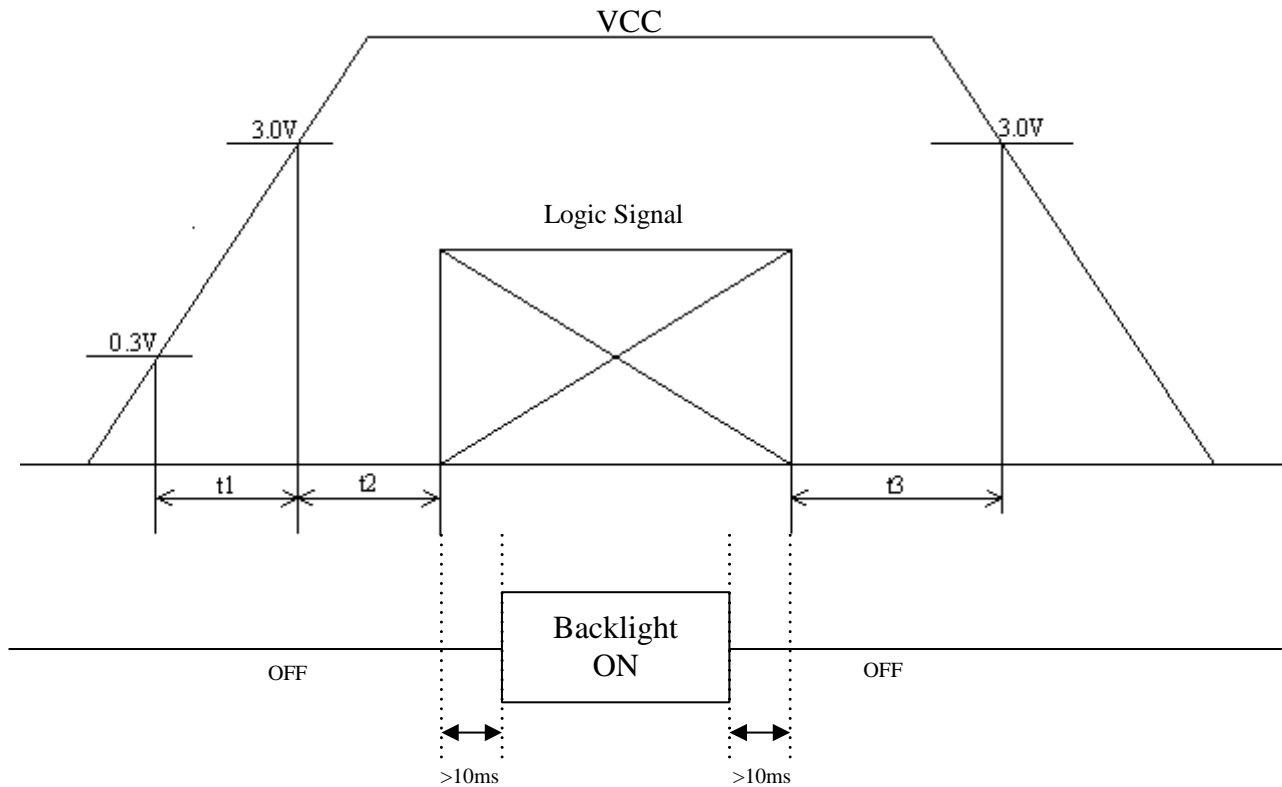 VCC
3.0V
3.0V
Logic Signal
0.3V
t1
t2
t3
Backlight
ON
OFF
OFF
>10ms
>10ms